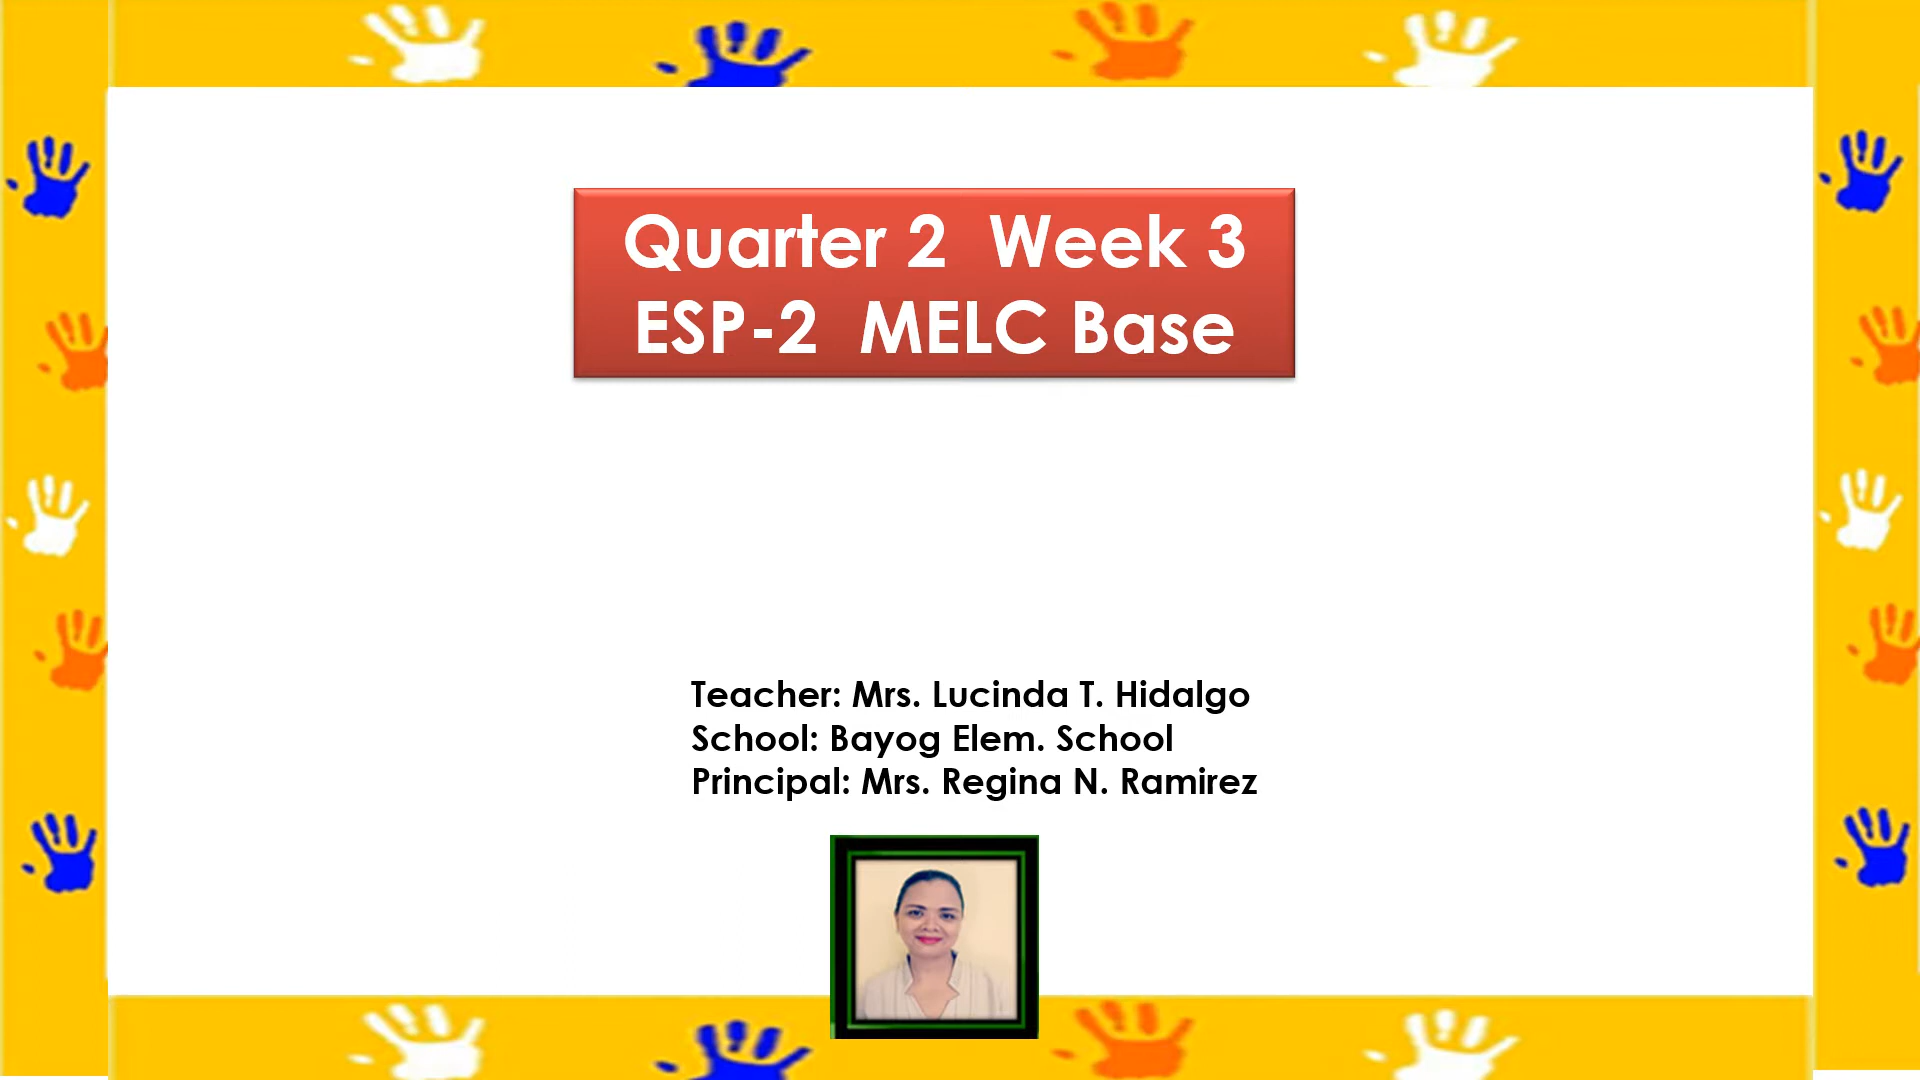 Quarter 2 Week 3
ESP-2 MELC Base
Teacher: Mrs. Lucinda T. Hidalgo
School: Bayog Elem. School
Principal: Mrs. Regina N. Ramirez